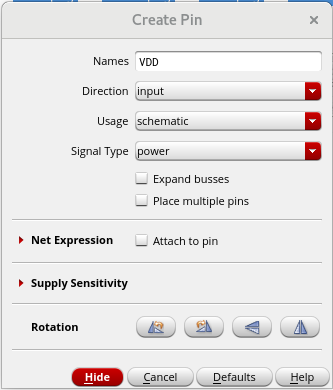 Create Pin
Names VDD
Direction input
Usage schematic
Signal Type power
Expand busses
Place multiple pins
Net Expression Attach to pin
Supply Sensitivity
Rotation
Hide Cancel Defaults Help